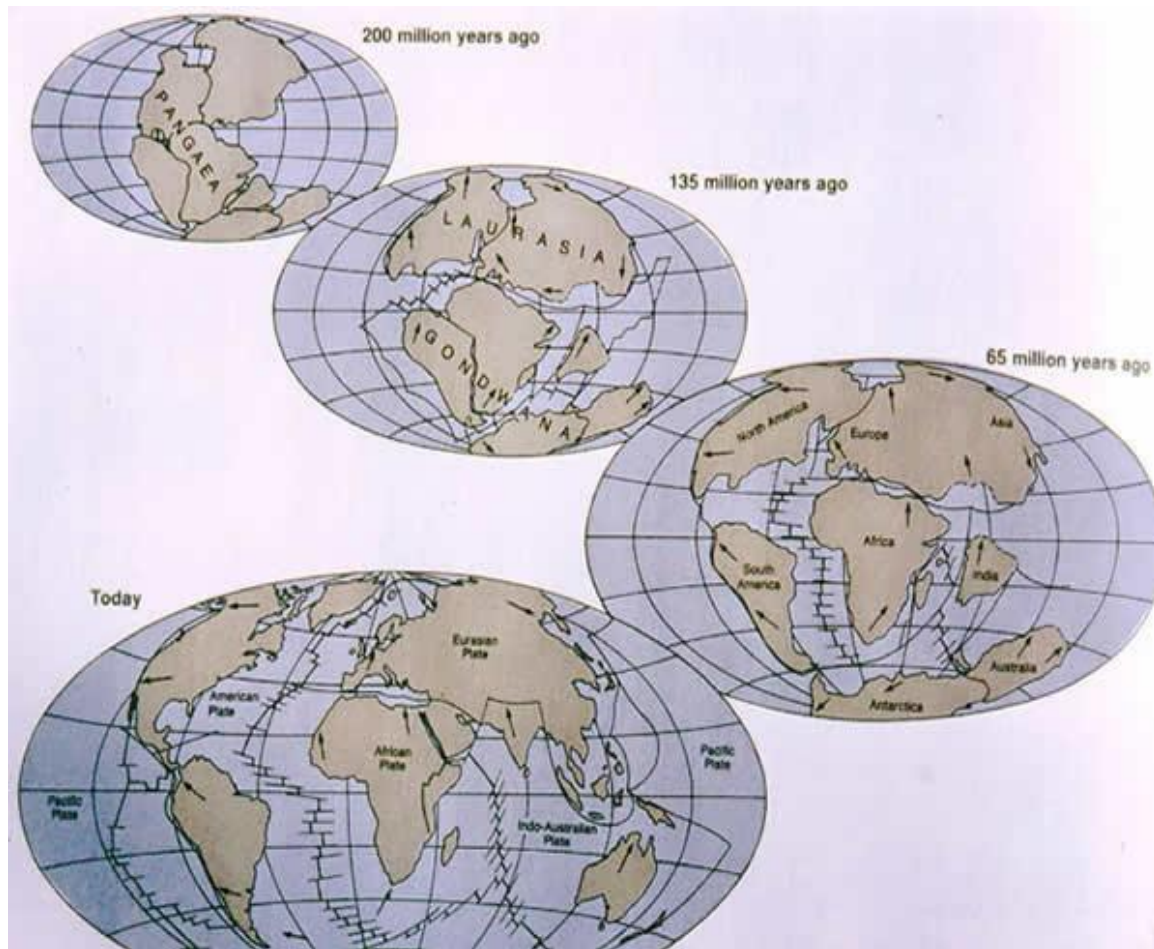 200 million years ago
PANGAEA
135 million years ago
LAURASIA
GONDWANA
65 million years ago
North America
Europe
Asia
Africa
South
America
India
Australia
Antarctica
Today
Eurasian
Plate
American
Plate
African
Plate
Pacific
Plate
Pacific
Plate
Indo-Australian
Plate